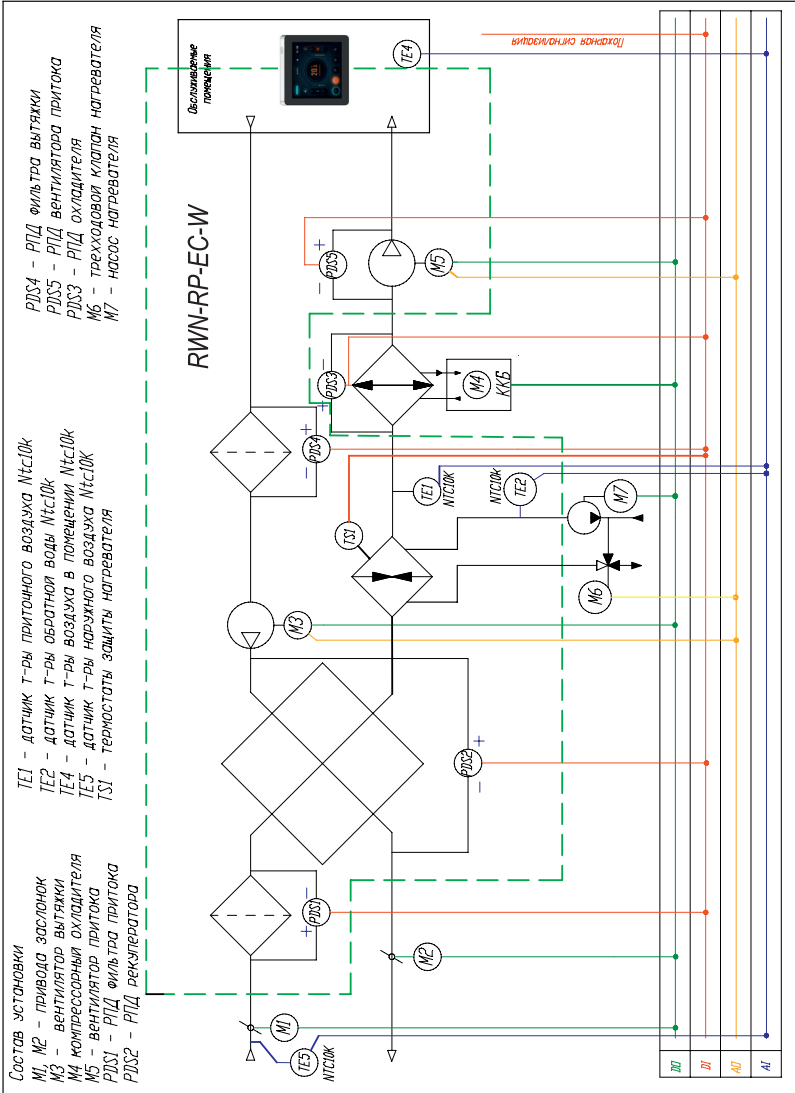 Состав установки
M1, M2 - привода заслонок
M3 - вентилятор вытяжки
M4 компрессорный охладителя
M5 - вентилятор притока
PDS1 - РПД фильтра притока
PDS2 - РПД рекуператора
TE1 - датчик т-ры приточного воздуха Ntc10k
TE2 - датчик т-ры обратной воды Ntc10k
TE4 - датчик т-ры воздуха в помещении Ntc10k
TE5 - датчик т-ры наружного воздуха Ntc10K
TS1 - термостаты защиты нагревателя
PDS4 - РПД фильтра вытяжки
PDS5 - РПД вентилятора притока
PDS3 - РПД охладителя
M6 - трехходовой клапан нагревателя
M7 - насос нагревателя
RWN-RP-EC-W
Обслуживаемые
помещения
TE4
Пожарная сигнализация
M1
TE5
NTC10K
+
-
PDS1
M2
-
+
PDS2
M3
TS1
-
+
PDS4
TE1
NTC10K
NTC10K
TE2
M6
M7
+
-
PDS3
M4
ККБ
-
+
PDS5
M5
DO
DI
AO
AI